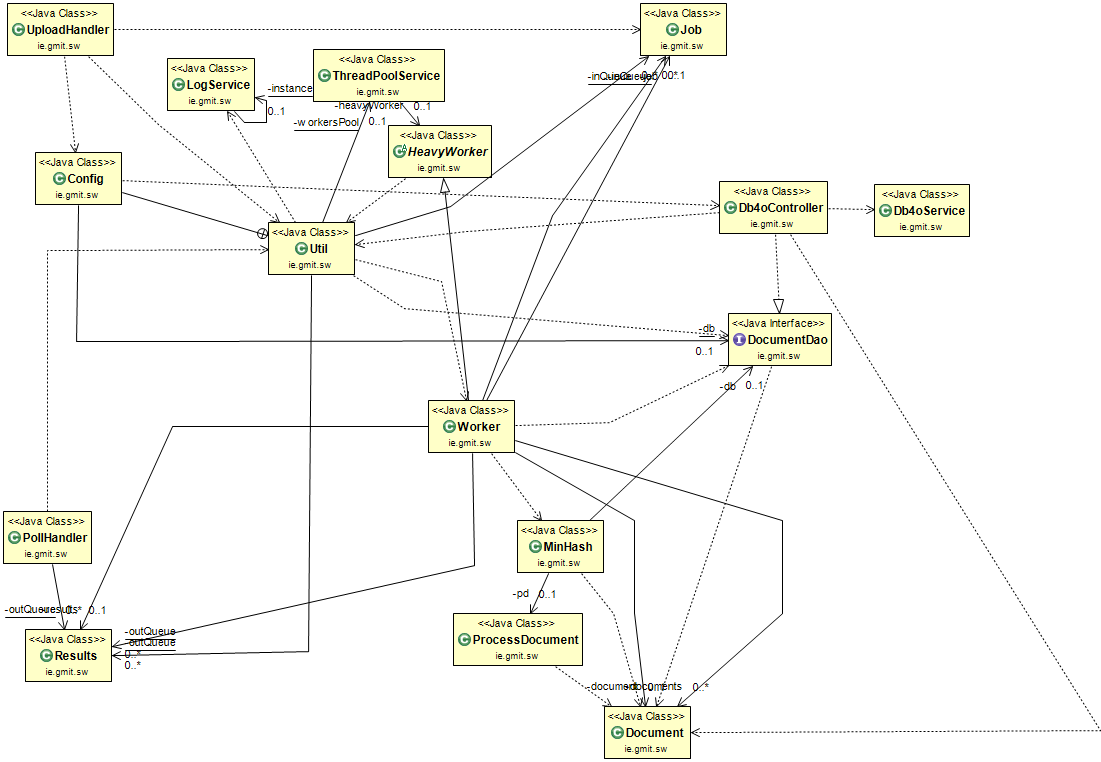 <<Java Class>>
UploadHandler
ie.gmit.sw
<<Java Class>>
Job
ie.gmit.sw
<<Java Class>>
LogService
ie.gmit.sw
<<Java Class>>
ThreadPoolService
ie.gmit.sw
-instance
0..1
-heavyWorker
0..1
-workersPool
0..1
<<Java Class>>
HeavyWorker
ie.gmit.sw
<<Java Class>>
Config
ie.gmit.sw
<<Java Class>>
Db4oController
ie.gmit.sw
<<Java Class>>
Db4oService
ie.gmit.sw
<<Java Class>>
Util
ie.gmit.sw
-db
0..1
<<Java Interface>>
DocumentDao
ie.gmit.sw
-db
0..1
<<Java Class>>
Worker
ie.gmit.sw
<<Java Class>>
PollHandler
ie.gmit.sw
<<Java Class>>
MinHash
ie.gmit.sw
-pd
0..1
0..1
<<Java Class>>
ProcessDocument
ie.gmit.sw
-outQueue
-outQueue
0..*
0..*
<<Java Class>>
Results
ie.gmit.sw
0..*
<<Java Class>>
Document
ie.gmit.sw